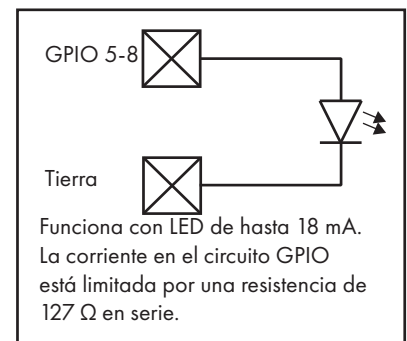 GPIO 5-8
Tierra
Funciona con LED de hasta 18 mA.
La corriente en el circuito GPIO
está limitada por una resistencia de
127 Ω en serie.